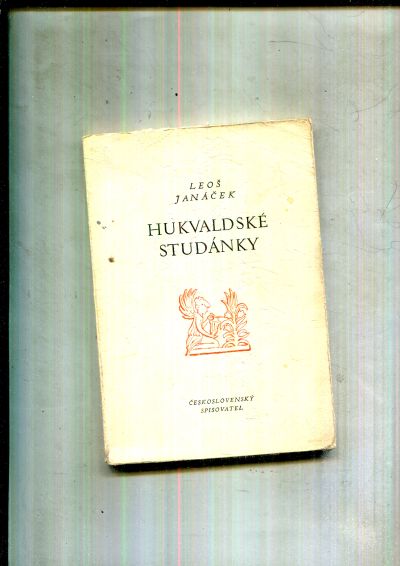 LEOŠ
JANÁČEK
HUKVALDSKÉ
STUDÁNKY
ČESKOSLOVENSKÝ
SPISOVATEL